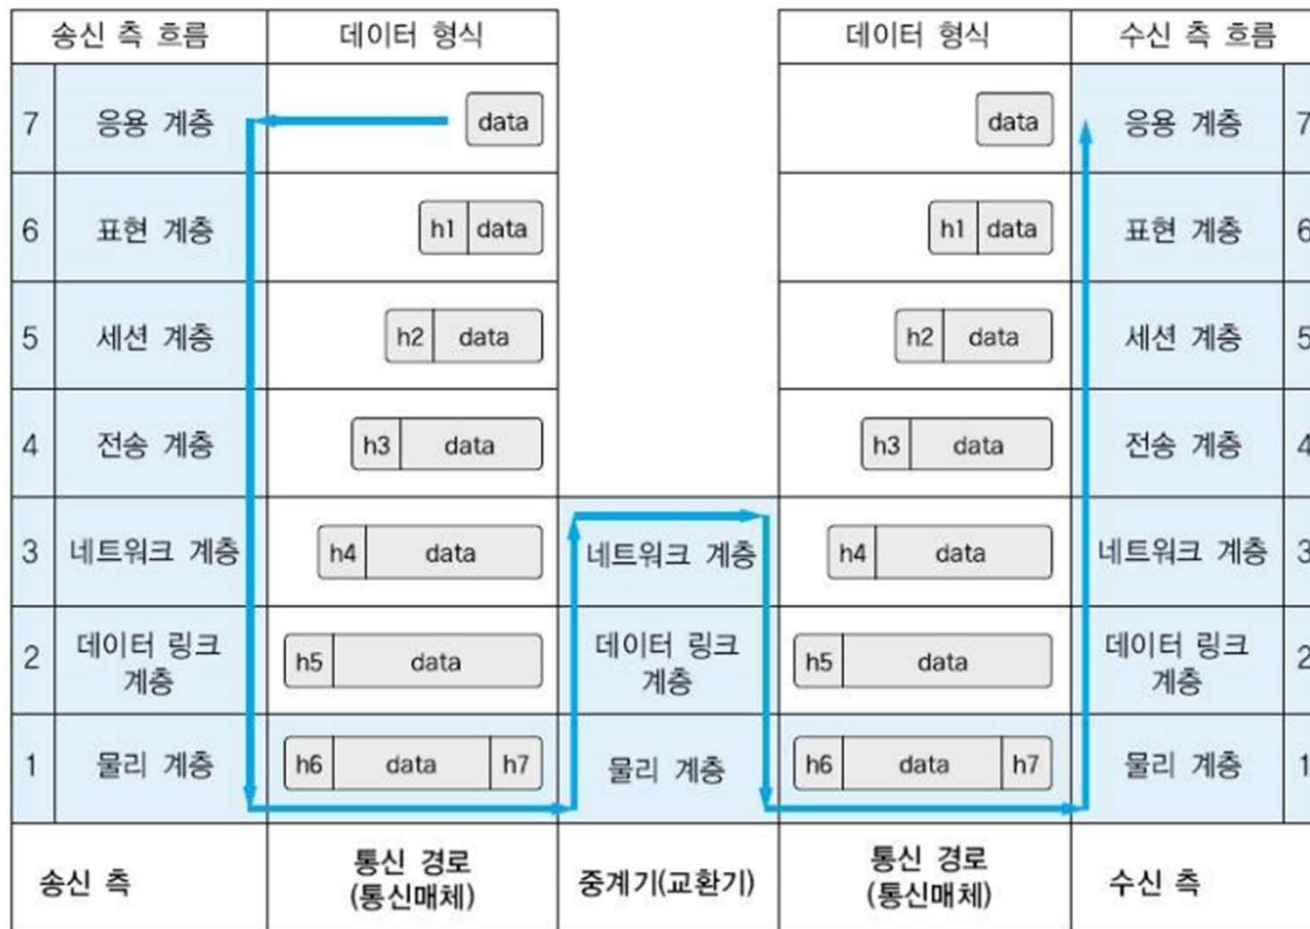 송신 측 흐름 데이터 형식 데이터 형식 수신 측 흐름
7 응용 계층 data data 응용 계층 7
6 표현 계층 h1 data h1 data 표현 계층 6
5 세션 계층 h2 data h2 data 세션 계층 5
4 전송 계층 h3 data h3 data 전송 계층 4
3 네트워크 계층 h4 data 네트워크 계층 h4 data 네트워크 계층 3
2 데이터 링크 계층 h5 data 데이터 링크 계층 h5 data 데이터 링크 계층 2
1 물리 계층 h6 data h7 물리 계층 h6 data h7 물리 계층 1
송신 측 통신 경로 (통신매체) 중계기(교환기) 통신 경로 (통신매체) 수신 측